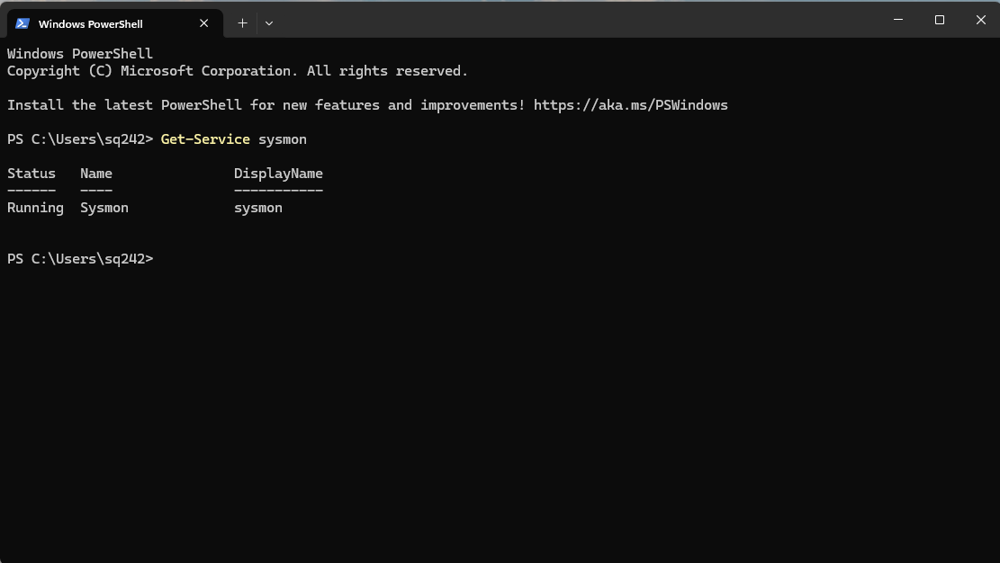 Windows PowerShell
Windows PowerShell
Copyright (C) Microsoft Corporation. All rights reserved.
Install the latest PowerShell for new features and improvements! https://aka.ms/PSWindows
PS C:\Users\sq242> Get-Service sysmon
Status   Name               DisplayName
------   ----               -----------
Running  Sysmon             sysmon
PS C:\Users\sq242>